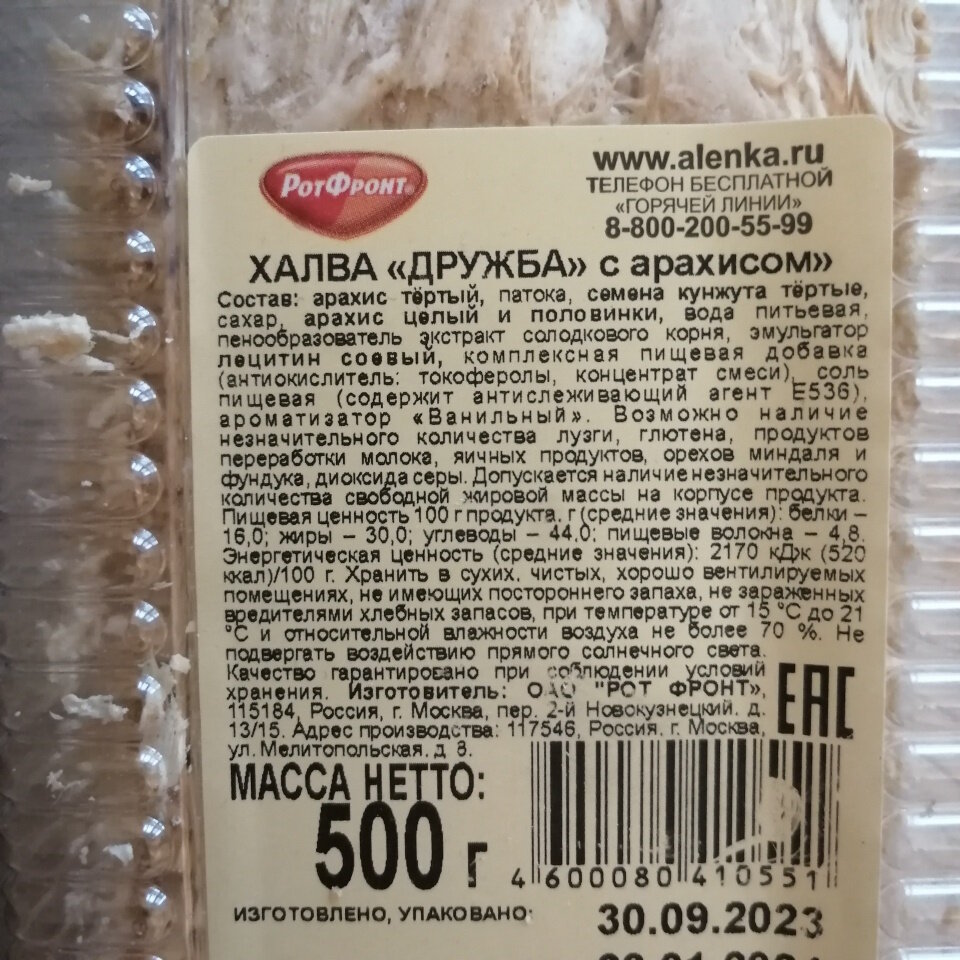 РотФронт®
www.alenka.ru
ТЕЛЕФОН БЕСПЛАТНОЙ
«ГОРЯЧЕЙ ЛИНИИ»
8-800-200-55-99
ХАЛВА «ДРУЖБА» с арахисом»
Состав: арахис тёртый, патока, семена кунжута тёртые,
сахар, арахис целый и половинки, вода питьевая,
пенообразователь экстракт солодкового корня, эмульгатор
лецитин соевый, комплексная пищевая добавка
(антиокислитель: токоферолы, концентрат смеси), соль
пищевая (содержит антислеживающий агент Е536),
ароматизатор «Ванильный». Возможно наличие
незначительного количества лузги, глютена, продуктов
переработки молока, яичных продуктов, орехов миндаля и
фундука, диоксида серы. Допускается наличие незначительного
количества свободной жировой массы на корпусе продукта.
Пищевая ценность 100 г продукта, г (средние значения): белки –
16,0; жиры – 30,0; углеводы – 44,0; пищевые волокна – 4,8.
Энергетическая ценность (средние значения): 2170 кДж (520
ккал)/100 г. Хранить в сухих, чистых, хорошо вентилируемых
помещениях, не имеющих постороннего запаха, не зараженных
вредителями хлебных запасов, при температуре от 15 °С до 21
°С и относительной влажности воздуха не более 70 %. Не
подвергать воздействию прямого солнечного света.
Качество гарантировано при соблюдении условий
хранения. Изготовитель: ОАО "РОТ ФРОНТ",
115184, Россия, г. Москва, пер. 2-й Новокузнецкий, д.
13/15. Адрес производства: 117546, Россия, г. Москва,
ул. Мелитопольская, д. 8.
ЕАС
МАССА НЕТТО:
500 г
4 600080 410551
ИЗГОТОВЛЕНО, УПАКОВАНО:
30.09.2023